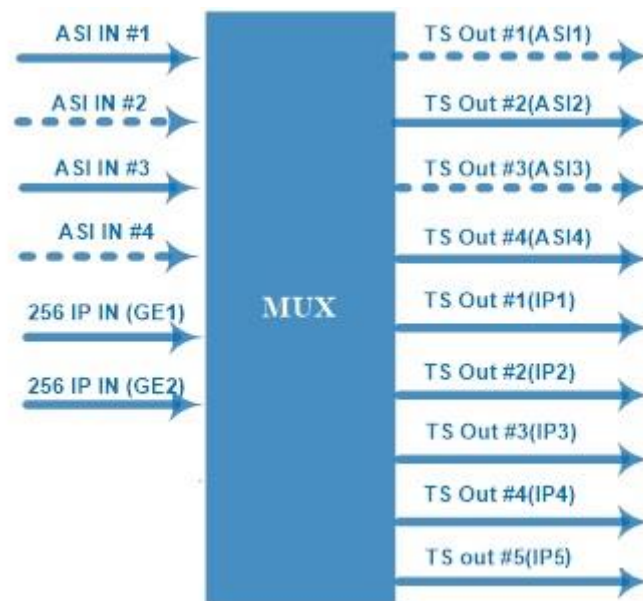 ASI IN #1
ASI IN #2
ASI IN #3
ASI IN #4
256 IP IN (GE1)
256 IP IN (GE2)
MUX
TS Out #1(ASI1)
TS Out #2(ASI2)
TS Out #3(ASI3)
TS Out #4(ASI4)
TS Out #1(IP1)
TS Out #2(IP2)
TS Out #3(IP3)
TS Out #4(IP4)
TS out #5(IP5)